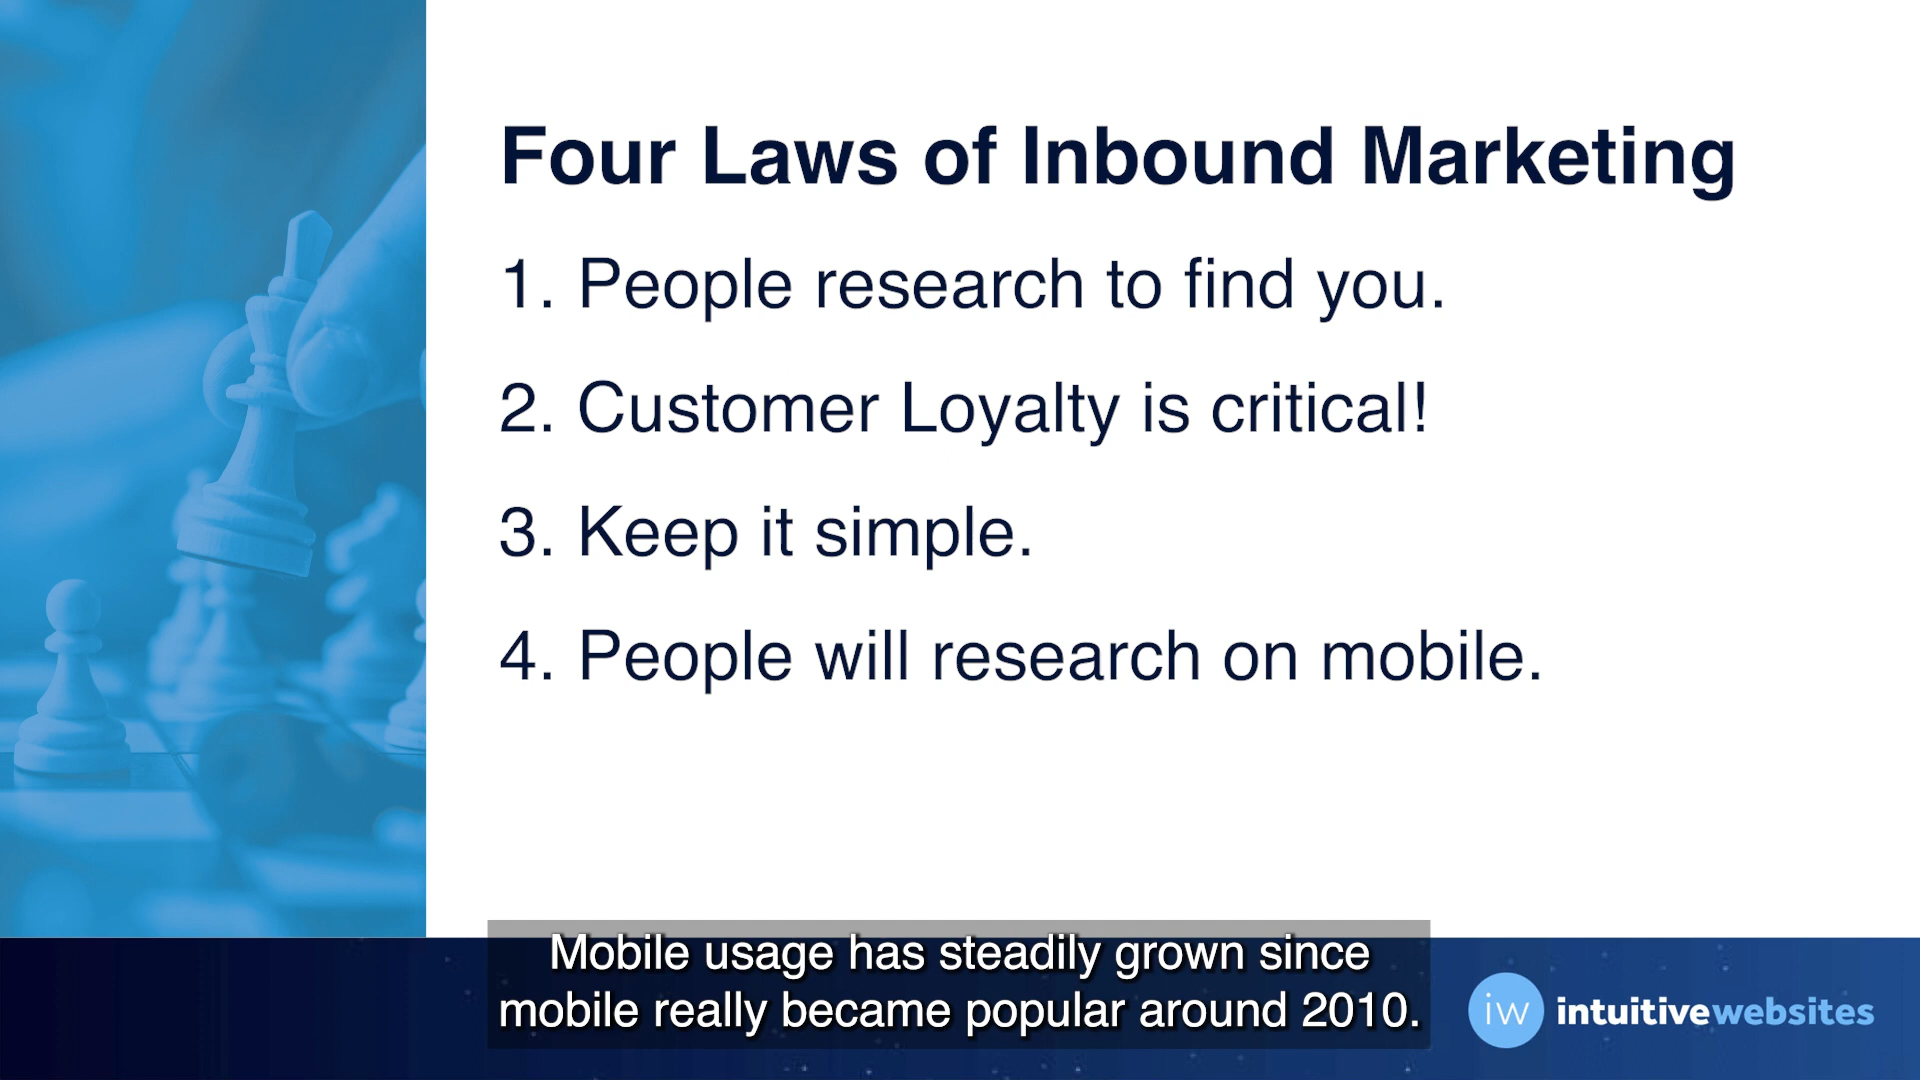 Four Laws of Inbound Marketing
1. People research to find you.
2. Customer Loyalty is critical!
3. Keep it simple.
4. People will research on mobile.
Mobile usage has steadily grown since
mobile really became popular around 2010.
iw intuitivewebsites